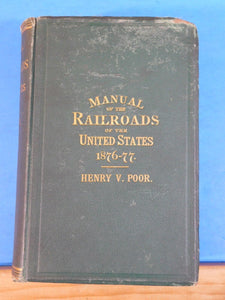 MANUAL
OF THE
RAILROADS
OF THE
UNITED STATES
1876-77.
HENRY V. POOR.